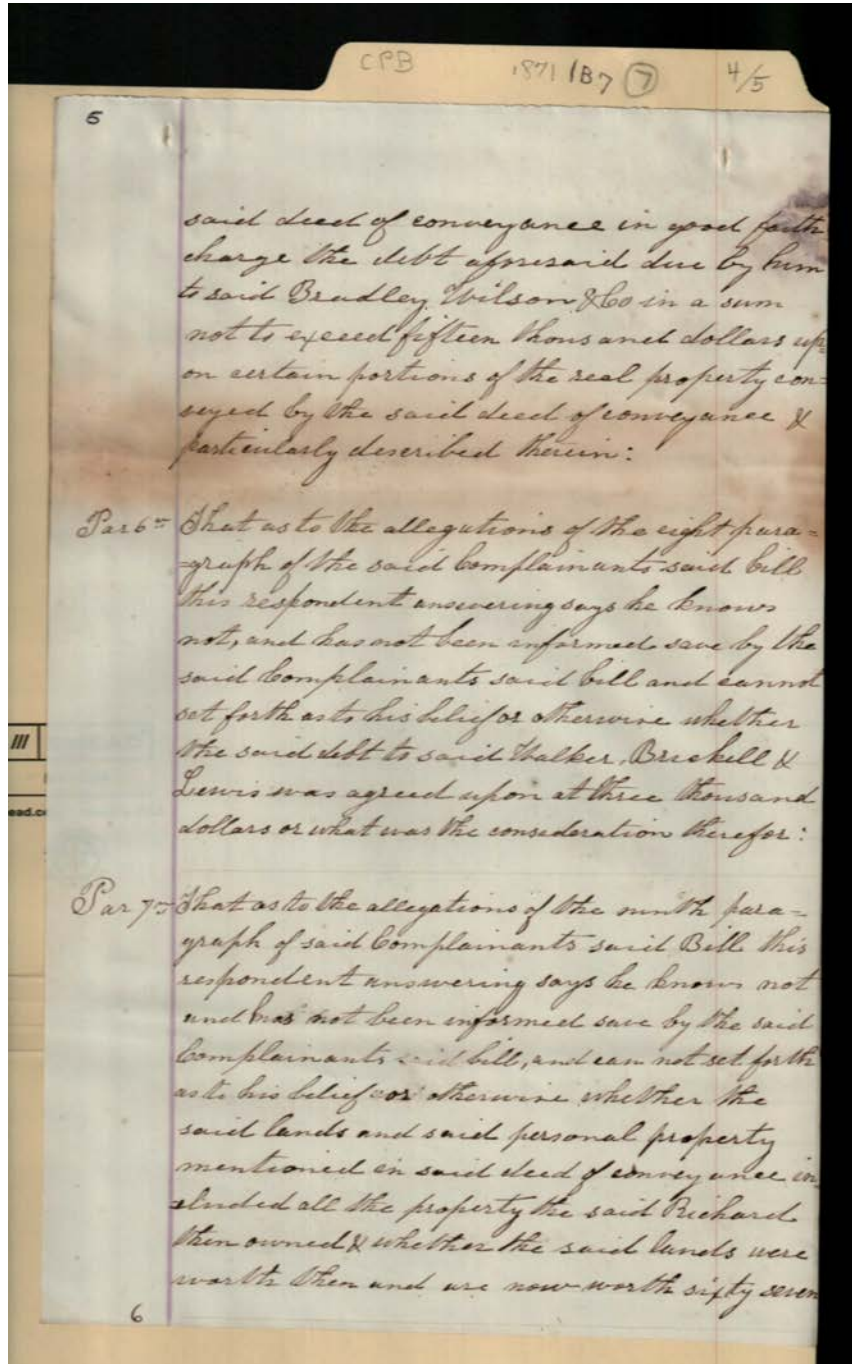 CPB 1871 1B7 7 4/5
5
said deed of conveyance in good faith
charge the debt aforesaid due by him
to said Bradley, Wilson & Co in a sum
not to exceed fifteen thousand dollars up=
on certain portions of the real property con=
veyed by the said deed of conveyance &
particularly described therein:
Par 6th That as to the allegations of the eight para=
=graph of the said Complainants said bill
this respondent answering says he knows
not, and has not been informed save by the
said Complainants said bill and cannot
set forth as to his belief or otherwise whether
the said debt to said Walker, Brickell &
Lewis was agreed upon at three thousand
dollars or what was the consideration therefor:
Par 7th That as to the allegations of the ninth para=
graph of said Complainants said Bill this
respondent answering says he knows not
and has not been informed save by the said
Complainants said bill, and can not set forth
as to his belief or otherwise whether the
said lands and said personal property
mentioned in said deed of conveyance in=
=cluded all the property the said Richard
then owned & whether the said lands were
worth then and are now worth sixty seven
6
III
ead.co